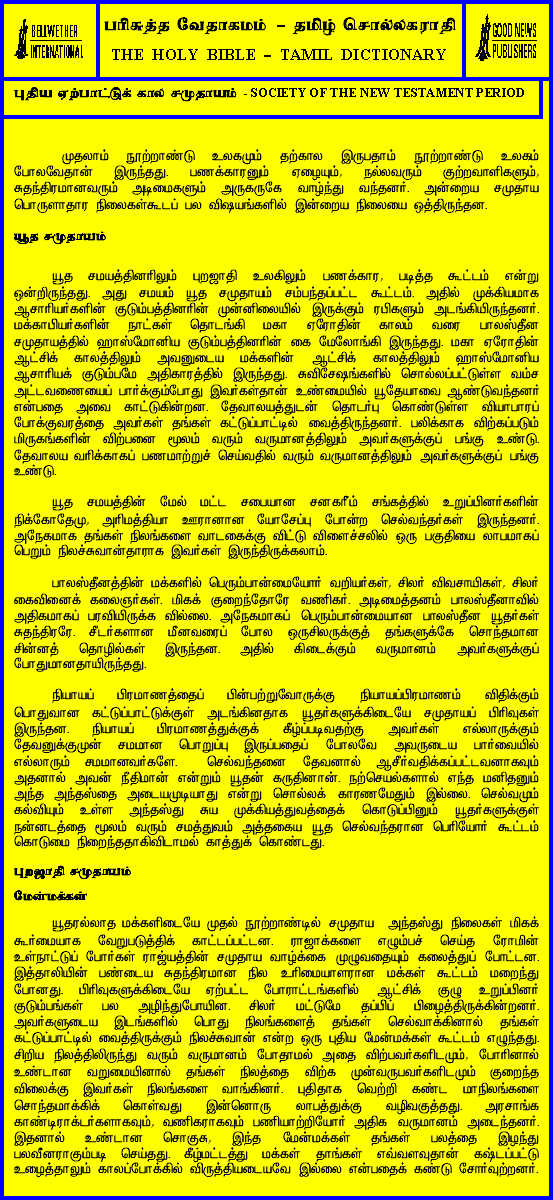 BELLWETHER
INTERNATIONAL
பரிசுத்த வேதாகமம் – தமிழ் சொல்லகராதி
THE HOLY BIBLE – TAMIL DICTIONARY
GOOD NEWS
PUBLISHERS
புதிய ஏற்பாட்டுக் கால சமுதாயம் - SOCIETY OF THE NEW TESTAMENT PERIOD
முதலாம் நூற்றாண்டு உலகமும் தற்கால இருபதாம் நூற்றாண்டு உலகம்
போலவேதான் இருந்தது. பணக்காரனும் ஏழையும், நல்லவரும் குற்றவாளிகளும்,
சுதந்திரமானவரும் அடிமைகளும் அருகருகே வாழ்ந்து வந்தனர். அன்றைய சமுதாய
பொருளாதார நிலைகள்கூடப் பல விஷயங்களில் இன்றைய நிலையை ஒத்திருந்தன.
யூத சமுதாயம்
யூத சமயத்தினரிலும் புறஜாதி உலகிலும் பணக்கார, படித்த கூட்டம் என்று
ஒன்றிருந்தது. அது சமயம் யூத சமுதாயம் சம்பந்தப்பட்ட கூட்டம். அதில் முக்கியமாக
ஆசாரியர்களின் குடும்பத்தினரின் முன்னிலையில் இருக்கும் ரபிகளும் அடங்கியிருந்தனர்.
மக்காபியர்களின் நாட்கள் தொடங்கி மகா ஏரோதின் காலம் வரை பாலஸ்தீன
சமுதாயத்தில் ஹாஸ்மோனிய குடும்பத்தினரின் கை மேலோங்கி இருந்தது. மகா ஏரோதின்
ஆட்சிக் காலத்திலும் அவனுடைய மக்களின் ஆட்சிக் காலத்திலும் ஹாஸ்மோனிய
ஆசாரியக் குடும்பமே அதிகாரத்தில் இருந்தது. சுவிசேஷங்களில் சொல்லப்பட்டுள்ள வம்ச
அட்டவணையைப் பார்க்கும்போது இவர்கள்தான் உண்மையில் யூதேயாவை ஆண்டுவந்தனர்
என்பதை அவை காட்டுகின்றன. தேவாலயத்துடன் தொடர்பு கொண்டுள்ள வியாபாரப்
போக்குவரத்தை அவர்கள் தங்கள் கட்டுப்பாட்டில் வைத்திருந்தனர். பலிக்காக விற்கப்படும்
மிருகங்களின் விற்பனை மூலம் வரும் வருமானத்திலும் அவர்களுக்குப் பங்கு உண்டு.
தேவாலய வரிக்காகப் பணமாற்றுச் செய்வதில் வரும் வருமானத்திலும் அவர்களுக்குப் பங்கு
உண்டு.
யூத சமயத்தின் மேல் மட்ட சபையான சனகரீம் சங்கத்தில் உறுப்பினர்களின்
நிக்கோதேமு, அரிமத்தியா ஊரானான யோசேப்பு போன்ற செல்வந்தர்கள் இருந்தனர்.
அநேகமாக தங்கள் நிலங்களை வாடகைக்கு விட்டு விளைச்சலில் ஒரு பகுதியை லாபமாகப்
பெறும் நிலச்சுவான்தாராக இவர்கள் இருந்திருக்கலாம்.
பாலஸ்தீனத்தின் மக்களில் பெரும்பான்மையோர் வறியர்கள், சிலர் விவசாயிகள், சிலர்
கைவினைக் கலைஞர்கள். மிகக் குறைந்தோரே வணிகர். அடிமைத்தனம் பாலஸ்தீனாவில்
அதிகமாகப் பரவியிருக்க வில்லை. அநேகமாகப் பெரும்பான்மையான பாலஸ்தீன யூதர்கள்
சுதந்திரரே. சீடர்களான மீனவரைப் போல ஒருசிலருக்குத் தங்களுக்கே சொந்தமான
சின்னத் தொழில்கள் இருந்தன. அதில் கிடைக்கும் வருமானம் அவர்களுக்குப்
போதுமானதாயிருந்தது.
நியாயப் பிரமாணத்தைப் பின்பற்றுவோருக்கு நியாயப்பிரமாணம் விதிக்கும்
பொதுவான கட்டுப்பாட்டுக்குள் அடங்கினதாக யூதர்களுக்கிடையே சமுதாயப் பிரிவுகள்
இருந்தன. நியாயப் பிரமாணத்துக்குக் கீழ்ப்படிவதற்கு அவர்கள் எல்லாருக்கும்
தேவனுக்குமுன் சமமான பொறுப்பு இருப்பதைப் போலவே அவருடைய பார்வையில்
எல்லாரும் சமமானவர்களே. செல்வந்தனை தேவனால் ஆசீர்வதிக்கப்பட்டவனாகவும்
அதனால் அவன் நீதிமான் என்றும் யூதன் கருதினான். நற்செயல்களால் எந்த மனிதனும்
அந்த அந்தஸ்தை அடையமுடியாது என்று சொல்லக் காரணமேதும் இல்லை. செல்வமும்
கல்வியும் உள்ள அந்தஸ்து சுய முக்கியத்துவத்தைக் கொடுப்பினும் யூதர்களுக்குள்
நன்னடத்தை மூலம் வரும் சமத்துவம் அத்தகைய யூத செல்வந்தரான பெரியோர் கூட்டம்
கொடுமை நிறைந்ததாகிவிடாமல் காத்துக் கொண்டது.
புறஜாதி சமுதாயம்
மேன்மக்கள்
யூதரல்லாத மக்களிடையே முதல் நூற்றாண்டில் சமுதாய அந்தஸ்து நிலைகள் மிகக்
கூர்மையாக வேறுபடுத்திக் காட்டப்பட்டன. ராஜாக்களை எழும்பச் செய்த ரோமின்
உள்நாட்டுப் போர்கள் ராஜ்யத்தின் சமுதாய வாழ்க்கை முழுவதையும் கலைத்துப் போட்டன.
இத்தாலியின் பண்டைய சுதந்திரமான நில உரிமையாளரான மக்கள் கூட்டம் மறைந்து
போனது. பிரிவுகளுக்கிடையே ஏற்பட்ட போராட்டங்களில் ஆட்சிக் குழு உறுப்பினர்
குடும்பங்கள் பல அழிந்துபோயின. சிலர் மட்டுமே தப்பிப் பிழைத்திருக்கின்றனர்.
அவர்களுடைய இடங்களில் பொது நிலங்களைத் தங்கள் செல்வாக்கினால் தங்கள்
கட்டுப்பாட்டில் வைத்திருக்கும் நிலச்சுவான் என்ற ஒரு புதிய மேன்மக்கள் கூட்டம் எழுந்தது.
சிறிய நிலத்திலிருந்து வரும் வருமானம் போதாமல் அதை விற்பவர்களிடமும், போரினால்
உண்டான வறுமையினால் தங்கள் நிலத்தை விற்க முன்வருபவர்களிடமும் குறைந்த
விலைக்கு இவர்கள் நிலங்களை வாங்கினர். புதிதாக வெற்றி கண்ட மாநிலங்களை
சொந்தமாக்கிக் கொள்வது இன்னொரு லாபத்துக்கு வழிவகுத்தது. அரசாங்க
காண்டிராக்டர்களாகவும், வணிகராகவும் பணியாற்றியோர் அதிக வருமானம் அடைந்தனர்.
இதனால் உண்டான சொகுசு, இந்த மேன்மக்கள் தங்கள் பலத்தை இழந்து
பலவீனராகும்படி செய்தது. கீழ்மட்டத்து மக்கள் தாங்கள் எவ்வளவுதான் கஷ்டப்பட்டு
உழைத்தாலும் காலப்போக்கில் விருத்தியடையவே இல்லை என்பதைக் கண்டு சோர்வுற்றனர்.